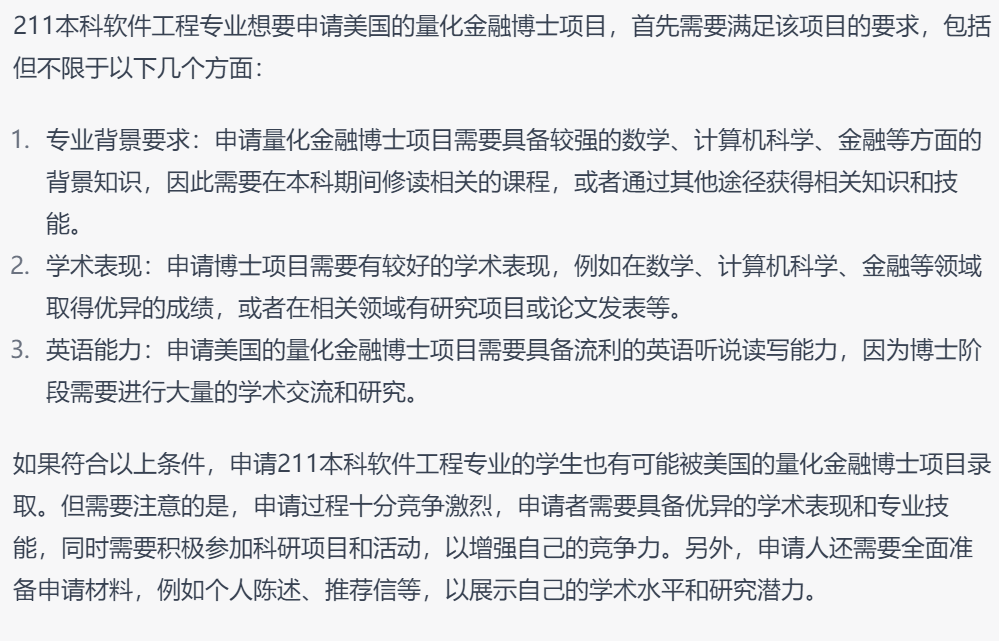 211本科软件工程专业想要申请美国的量化金融博士项目，首先需要满足该项目的要求，包括
但不限于以下几个方面：
1. 专业背景要求：申请量化金融博士项目需要具备较强的数学、计算机科学、金融等方面的
背景知识，因此需要在本科期间修读相关的课程，或者通过其他途径获得相关知识和技
能。
2. 学术表现：申请博士项目需要有较好的学术表现，例如在数学、计算机科学、金融等领域
取得优异的成绩，或者在相关领域有研究项目或论文发表等。
3. 英语能力：申请美国的量化金融博士项目需要具备流利的英语听说读写能力，因为博士阶
段需要进行大量的学术交流和研究。
如果符合以上条件，申请211本科软件工程专业的学生也有可能被美国的量化金融博士项目录
取。但需要注意的是，申请过程十分竞争激烈，申请者需要具备优异的学术表现和专业技
能，同时需要积极参加科研项目和活动，以增强自己的竞争力。另外，申请人还需要全面准
备申请材料，例如个人陈述、推荐信等，以展示自己的学术水平和研究潜力。